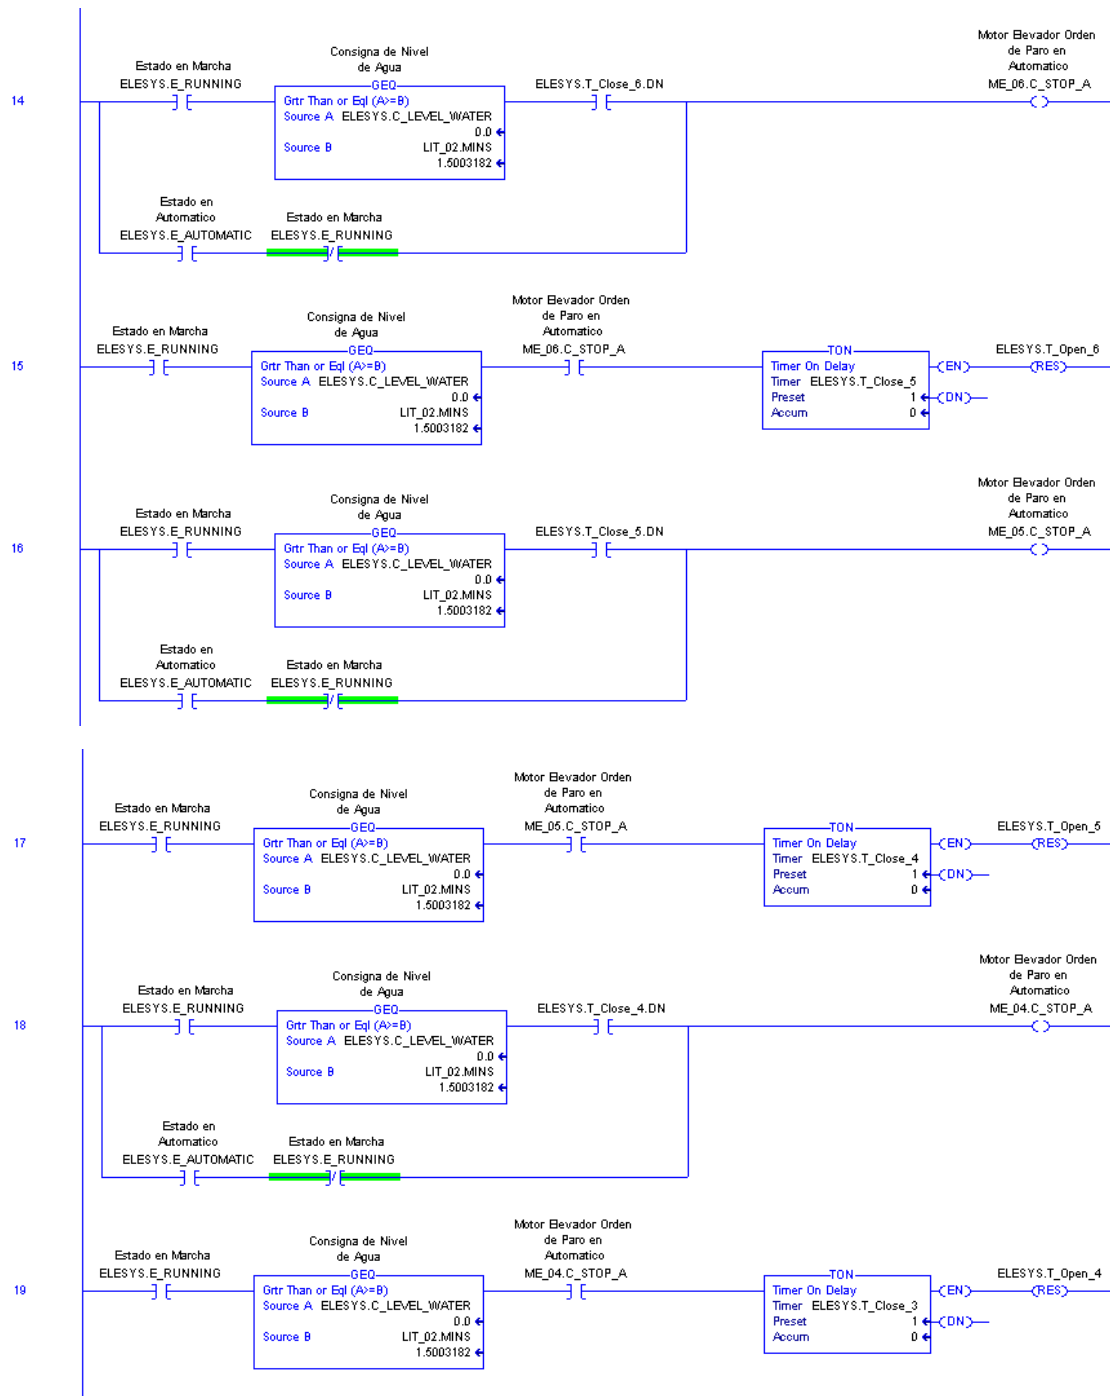 Motor Elevador Orden
de Paro en
Automatico
ME_06.C_STOP_A
Consigna de Nivel
de Agua
Estado en Marcha
ELESYS.E_RUNNING
GEQ
ELESYS.T_Close_6.DN
14
Grtr Than or Eql (A>=B)
Source A ELESYS.C_LEVEL_WATER
0.0
Source B LIT_02.MINS
1.5003182
Estado en
Automatico
ELESYS.E_AUTOMATIC
Estado en Marcha
ELESYS.E_RUNNING
Motor Elevador Orden
de Paro en
Automatico
ME_06.C_STOP_A
Consigna de Nivel
de Agua
Estado en Marcha
ELESYS.E_RUNNING
GEQ
TON
ELESYS.T_Open_6
15
Grtr Than or Eql (A>=B)
Source A ELESYS.C_LEVEL_WATER
0.0
Source B LIT_02.MINS
1.5003182
Timer On Delay
EN
RES
Timer ELESYS.T_Close_5
Preset 1
DN
Accum 0
Motor Elevador Orden
de Paro en
Automatico
ME_05.C_STOP_A
Consigna de Nivel
de Agua
Estado en Marcha
ELESYS.E_RUNNING
GEQ
ELESYS.T_Close_5.DN
16
Grtr Than or Eql (A>=B)
Source A ELESYS.C_LEVEL_WATER
0.0
Source B LIT_02.MINS
1.5003182
Estado en
Automatico
ELESYS.E_AUTOMATIC
Estado en Marcha
ELESYS.E_RUNNING
Motor Elevador Orden
de Paro en
Automatico
ME_05.C_STOP_A
Consigna de Nivel
de Agua
Estado en Marcha
ELESYS.E_RUNNING
GEQ
TON
ELESYS.T_Open_5
17
Grtr Than or Eql (A>=B)
Source A ELESYS.C_LEVEL_WATER
0.0
Source B LIT_02.MINS
1.5003182
Timer On Delay
EN
RES
Timer ELESYS.T_Close_4
Preset 1
DN
Accum 0
Motor Elevador Orden
de Paro en
Automatico
ME_04.C_STOP_A
Consigna de Nivel
de Agua
Estado en Marcha
ELESYS.E_RUNNING
GEQ
ELESYS.T_Close_4.DN
18
Grtr Than or Eql (A>=B)
Source A ELESYS.C_LEVEL_WATER
0.0
Source B LIT_02.MINS
1.5003182
Estado en
Automatico
ELESYS.E_AUTOMATIC
Estado en Marcha
ELESYS.E_RUNNING
Motor Elevador Orden
de Paro en
Automatico
ME_04.C_STOP_A
Consigna de Nivel
de Agua
Estado en Marcha
ELESYS.E_RUNNING
GEQ
TON
ELESYS.T_Open_4
19
Grtr Than or Eql (A>=B)
Source A ELESYS.C_LEVEL_WATER
0.0
Source B LIT_02.MINS
1.5003182
Timer On Delay
EN
RES
Timer ELESYS.T_Close_3
Preset 1
DN
Accum 0